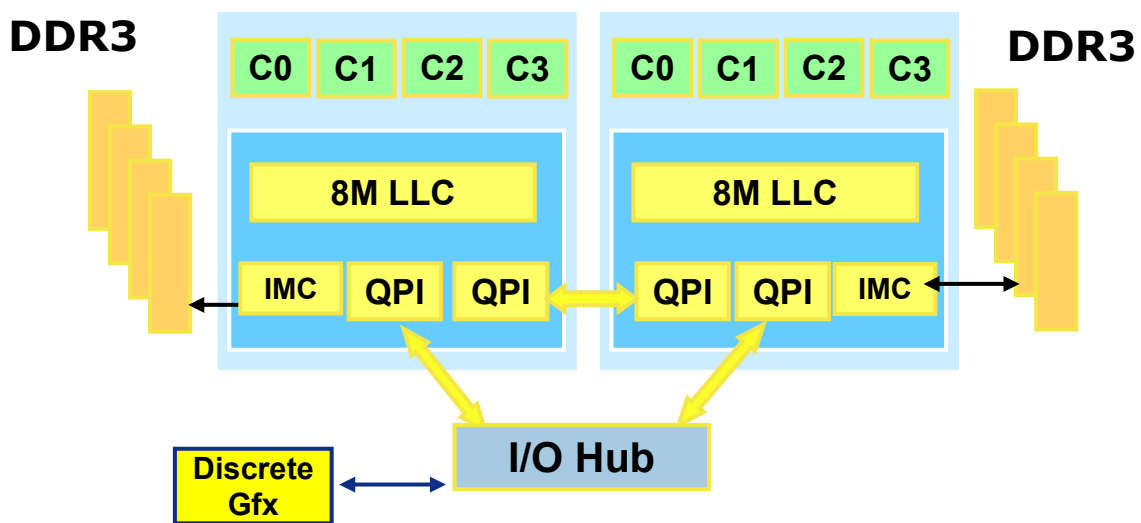 DDR3
DDR3
C0 C1 C2 C3
C0 C1 C2 C3
8M LLC
8M LLC
IMC QPI QPI
QPI QPI IMC
I/O Hub
Discrete
Gfx